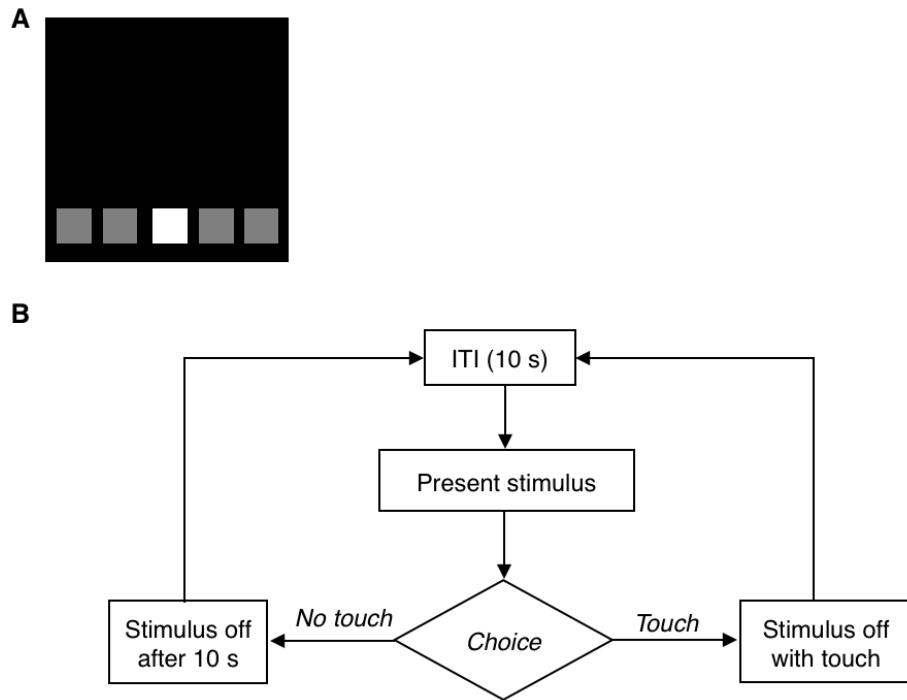 A
B
ITI (10 s)
Present stimulus
No touch
Choice
Touch
Stimulus off
after 10 s
Stimulus off
with touch